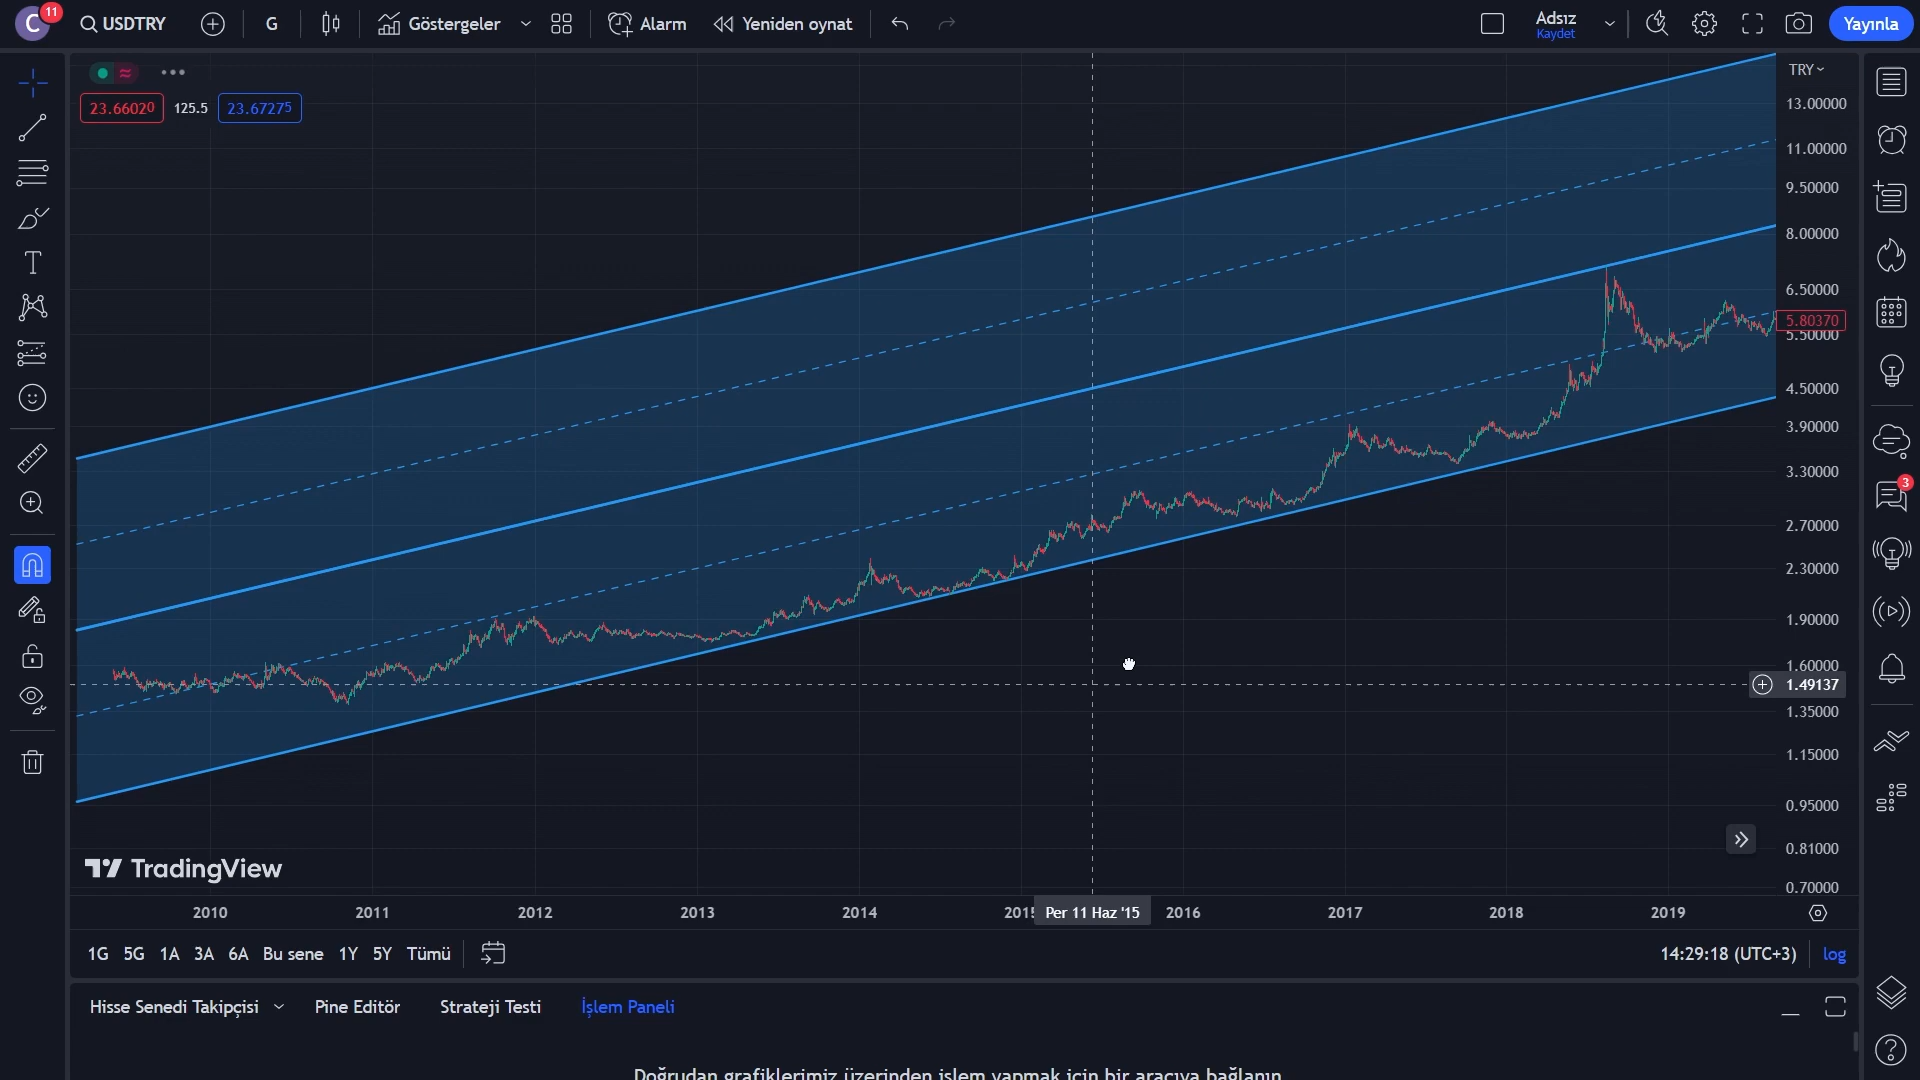 C 11 USDTRY G Göstergeler Alarm Yeniden oynat Adsız Kaydet Yayınla
23.66020 125.5 23.67275
TRY
13.00000
11.00000
9.50000
8.00000
6.50000
5.80370
5.50000
4.50000
3.90000
3.30000
3
2.70000
2.30000
1.90000
1.60000
1.49137
1.35000
1.15000
0.95000
0.81000
0.70000
TradingView
2010 2011 2012 2013 2014 2015 Per 11 Haz '15 2016 2017 2018 2019
1G 5G 1A 3A 6A Bu sene 1Y 5Y Tümü 14:29:18 (UTC+3) log
Hisse Senedi Takipçisi Pine Editör Strateji Testi İşlem Paneli
Doğrudan grafiklerimiz üzerinden işlem yapmak için bir aracıya bağlanın